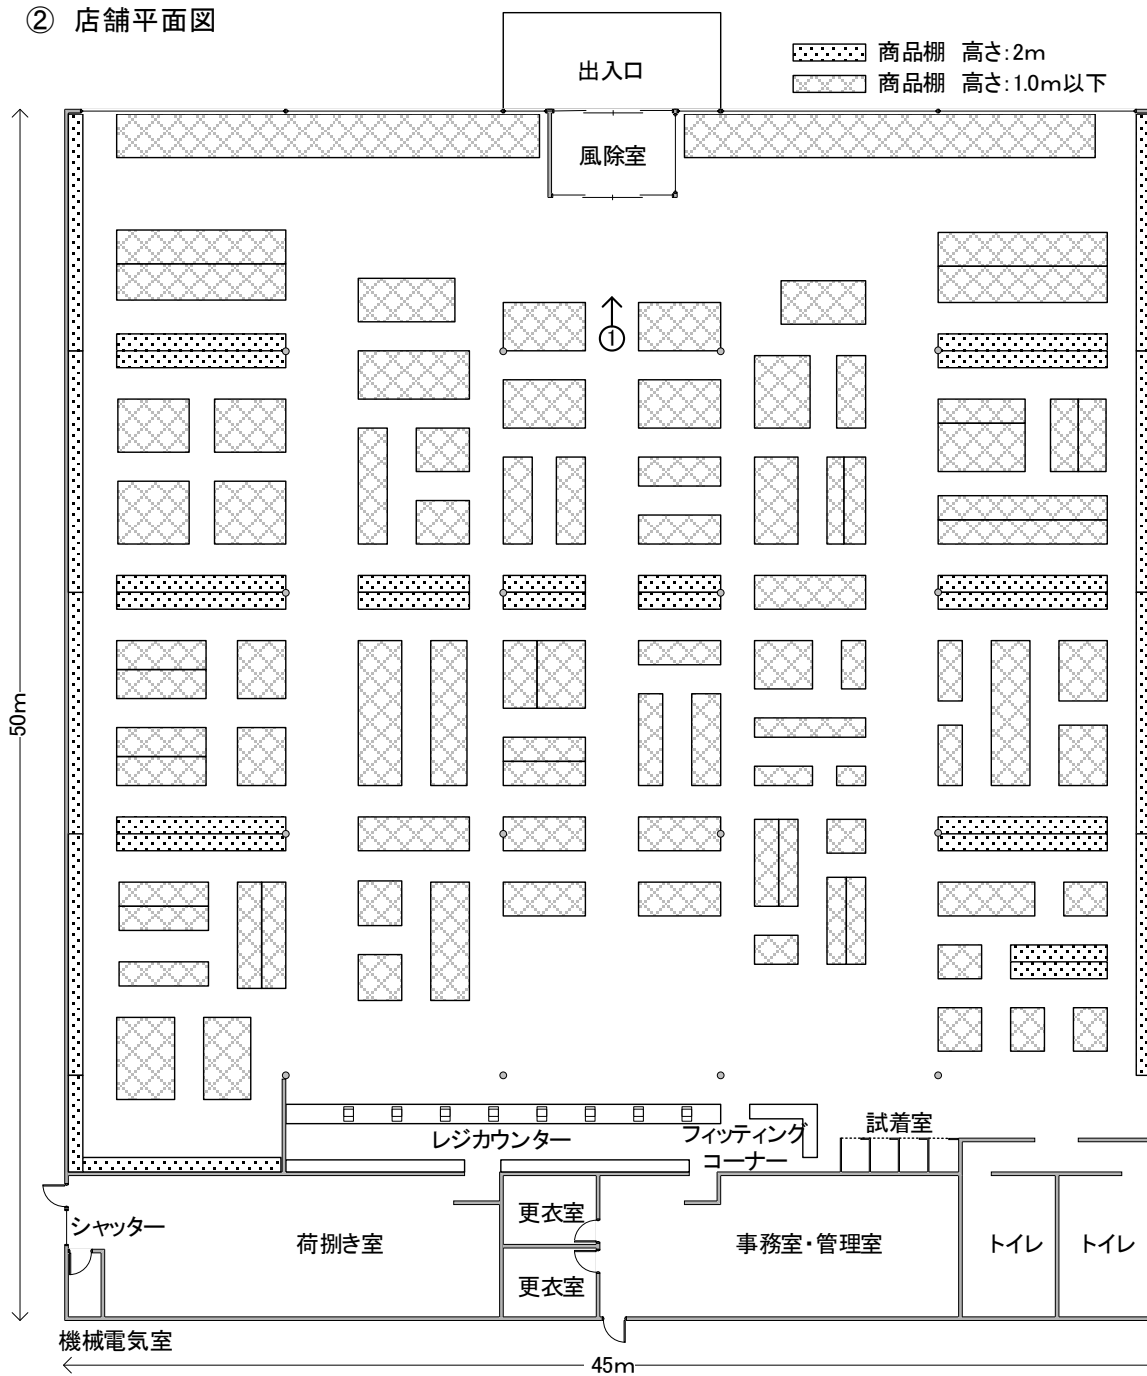 ② 店舗平面図
出入口
商品棚 高さ:2m
商品棚 高さ:1.0m以下
風除室
①
50m
レジカウンター
フィッティング
コーナー
試着室
シャッター
荷捌き室
更衣室
更衣室
事務室・管理室
トイレ
トイレ
機械電気室
45m